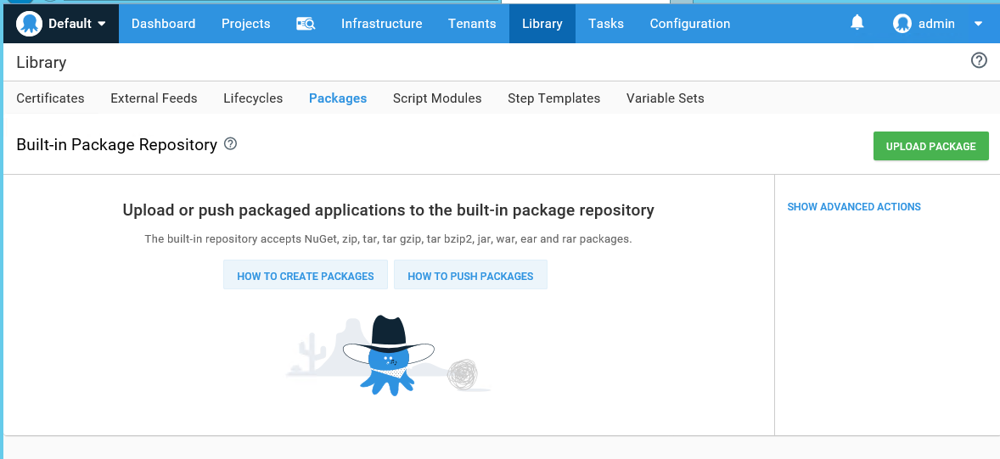 Default Dashboard Projects Infrastructure Tenants Library Tasks Configuration admin
Library ?
Certificates External Feeds Lifecycles Packages Script Modules Step Templates Variable Sets
Built-in Package Repository ? UPLOAD PACKAGE
Upload or push packaged applications to the built-in package repository
SHOW ADVANCED ACTIONS
The built-in repository accepts NuGet, zip, tar, tar gzip, tar bzip2, jar, war, ear and rar packages.
HOW TO CREATE PACKAGES HOW TO PUSH PACKAGES